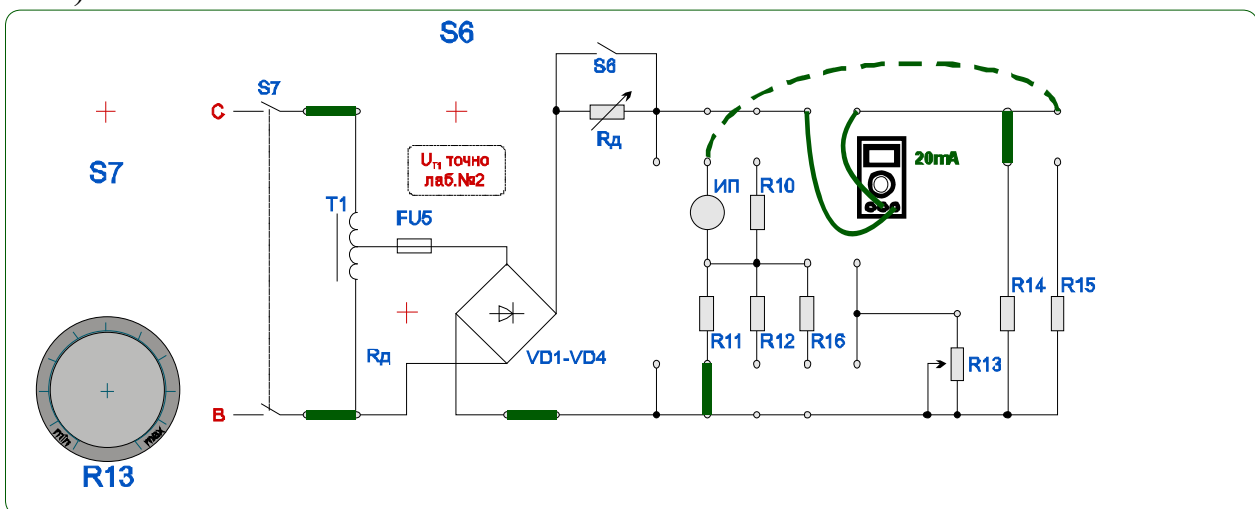 S6
S7
S6
C
Rд
S7
Uт1 точно
лаб.№2
20mA
ИП
R10
T1
FU5
R14
R15
Rд
VD1-VD4
R11
R12
R16
R13
B
min
max
R13